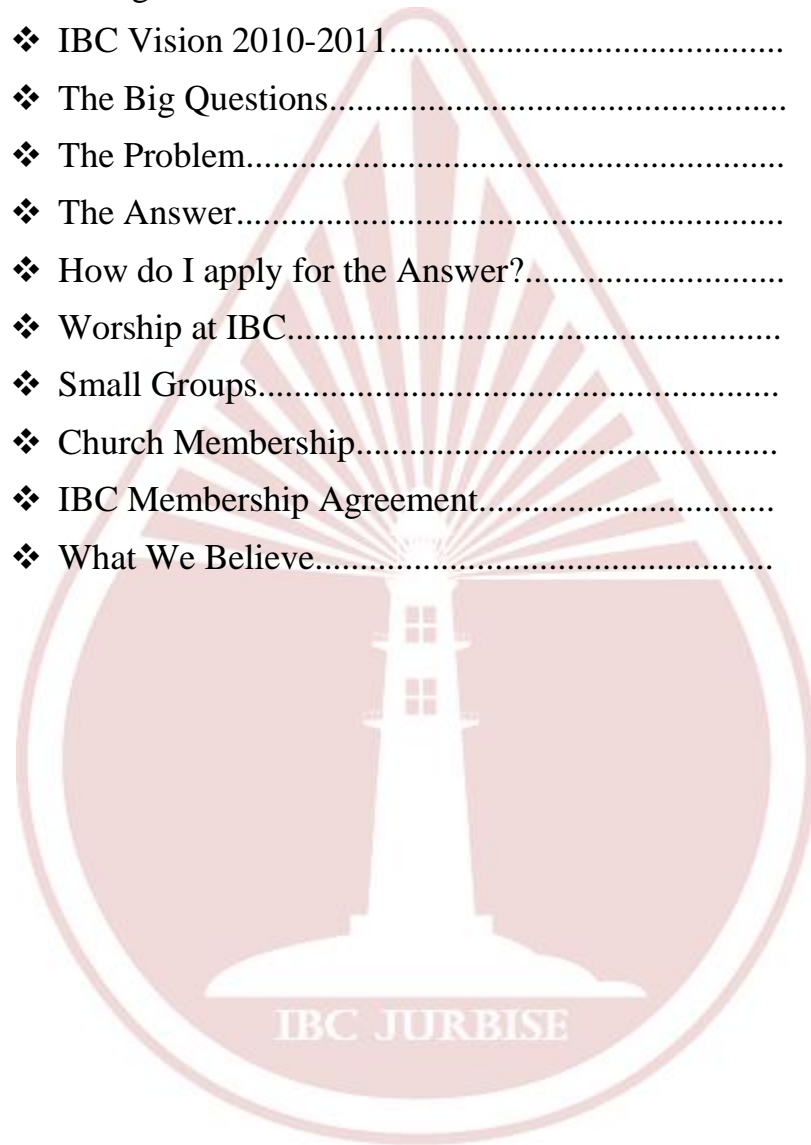 ❖ IBC Vision 2010-2011.............................................
❖ The Big Questions....................................................
❖ The Problem.............................................................
❖ The Answer..............................................................
❖ How do I apply for the Answer?.............................
❖ Worship at IBC........................................................
❖ Small Groups...........................................................
❖ Church Membership................................................
❖ IBC Membership Agreement.................................
❖ What We Believe....................................................
IBC JURBISE